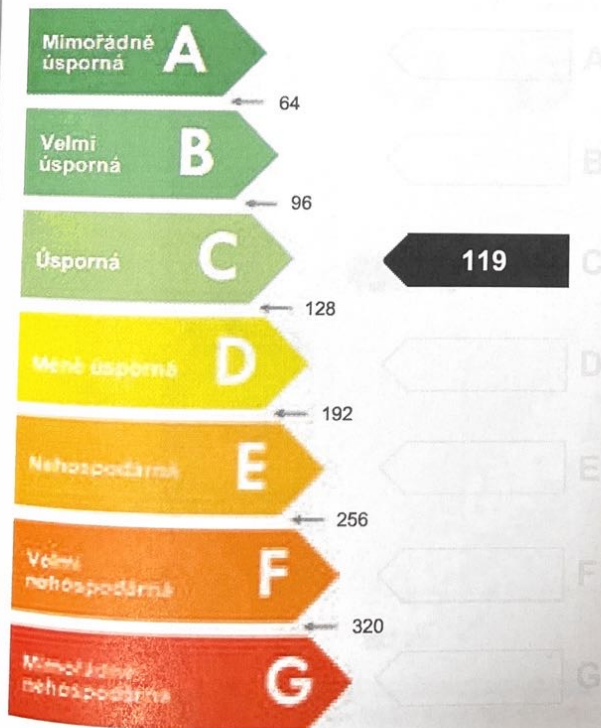 Mimořádně
úsporná
A
A
64
Velmi
úsporná
B
B
96
Úsporná
C
119
C
128
Méně úsporná
D
D
192
Nehospodárná
E
E
256
Velmi
nehospodárná
F
F
320
Mimořádně
nehospodárná
G
G